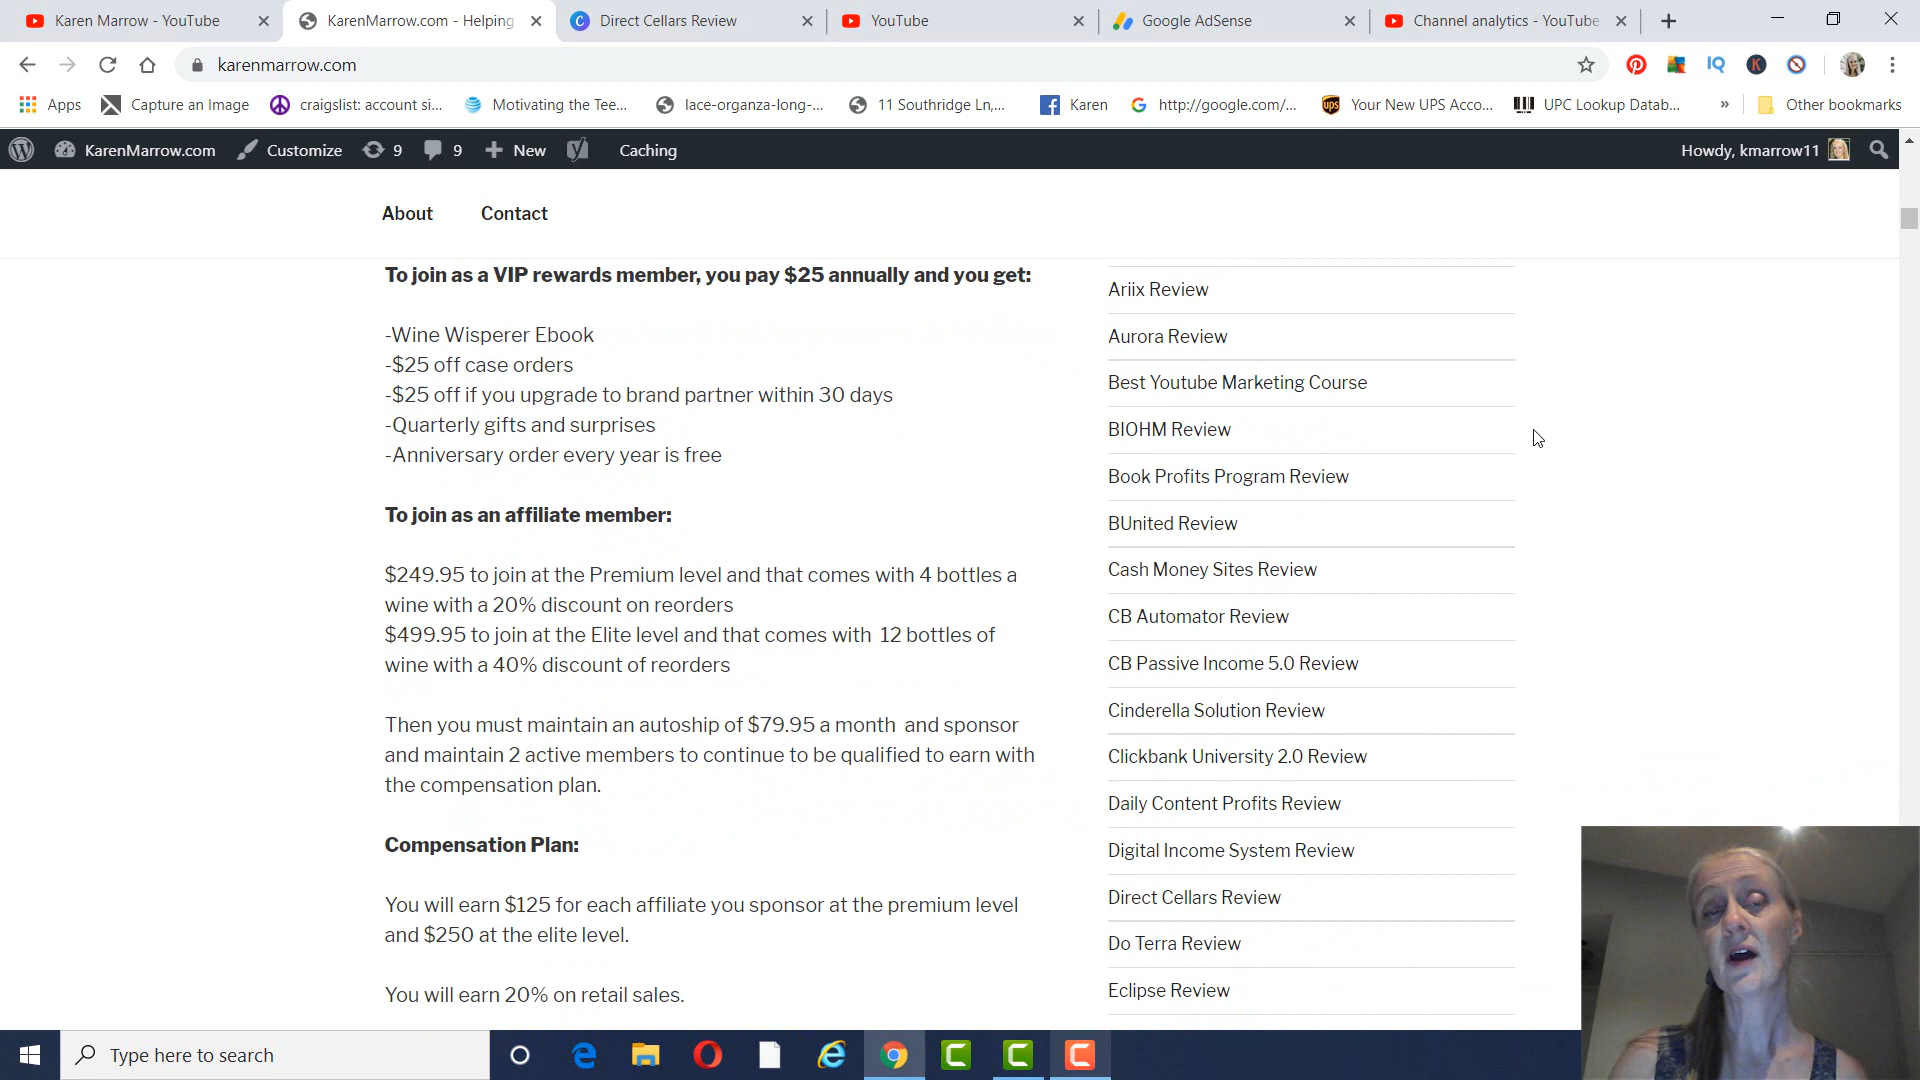 Karen Marrow - YouTube
KarenMarrow.com - Helping
Direct Cellars Review
YouTube
Google AdSense
Channel analytics - YouTube
karenmarrow.com
Apps
Capture an Image
craigslist: account si...
Motivating the Tee...
lace-organza-long-...
11 Southridge Ln,...
Karen
http://google.com/...
Your New UPS Acco...
UPC Lookup Datab...
»
Other bookmarks
KarenMarrow.com
Customize
9
9
New
Caching
Howdy, kmarrow11
About
Contact
To join as a VIP rewards member, you pay $25 annually and you get:
-Wine Wisperer Ebook
-$25 off case orders
-$25 off if you upgrade to brand partner within 30 days
-Quarterly gifts and surprises
-Anniversary order every year is free
To join as an affiliate member:
$249.95 to join at the Premium level and that comes with 4 bottles a
wine with a 20% discount on reorders
$499.95 to join at the Elite level and that comes with  12 bottles of
wine with a 40% discount of reorders
Then you must maintain an autoship of $79.95 a month  and sponsor
and maintain 2 active members to continue to be qualified to earn with
the compensation plan.
Compensation Plan:
You will earn $125 for each affiliate you sponsor at the premium level
and $250 at the elite level.
You will earn 20% on retail sales.
Ariix Review
Aurora Review
Best Youtube Marketing Course
BIOHM Review
Book Profits Program Review
BUnited Review
Cash Money Sites Review
CB Automator Review
CB Passive Income 5.0 Review
Cinderella Solution Review
Clickbank University 2.0 Review
Daily Content Profits Review
Digital Income System Review
Direct Cellars Review
Do Terra Review
Eclipse Review
Type here to search